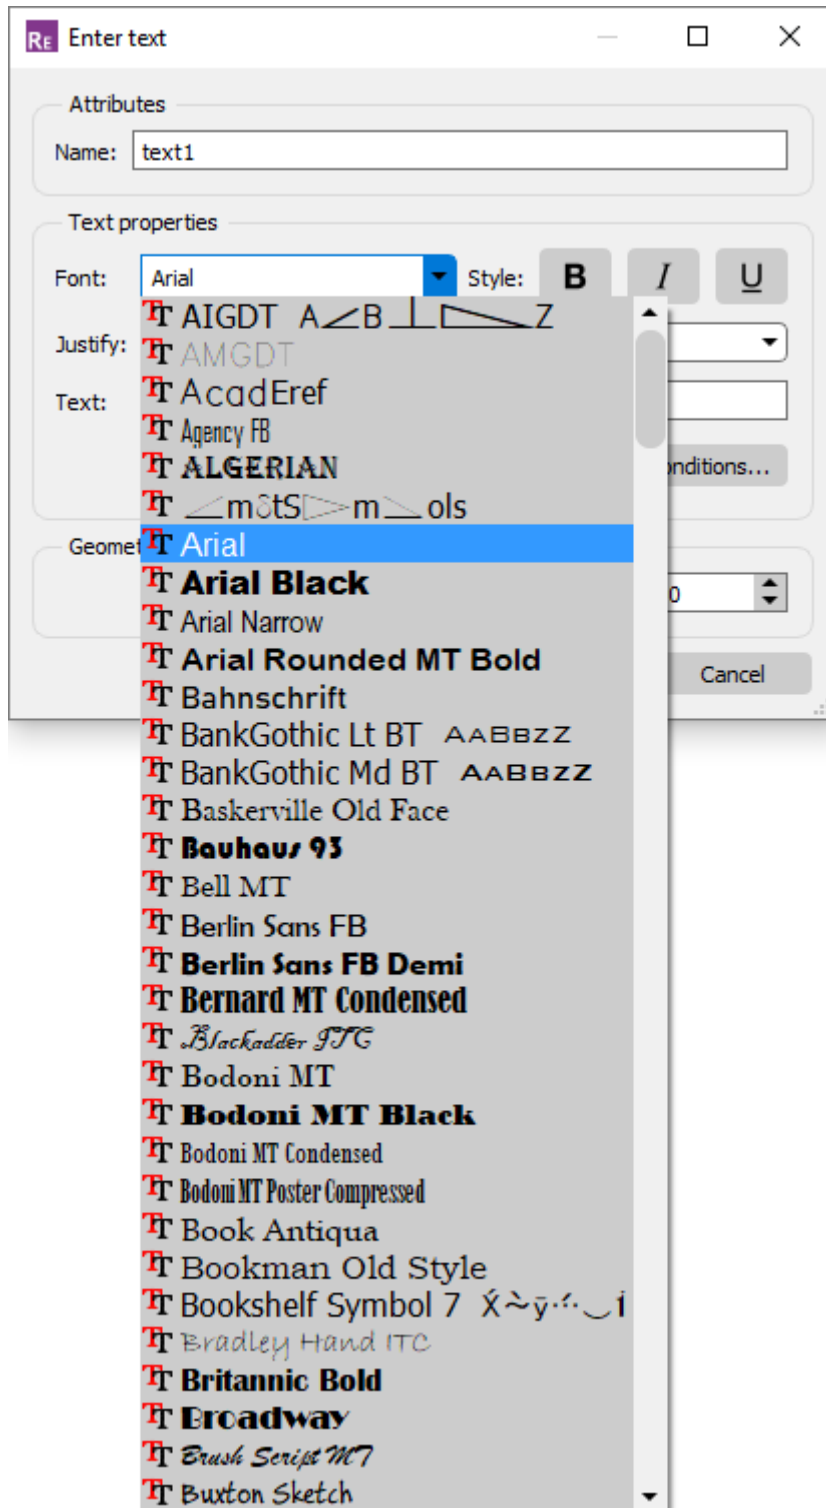 RE Enter text
Attributes
Name: text1
Text properties
Font: Arial Style: B I U
AIGDT A B Z
Justify:
AMGDT
AcadEref
Text:
Agency FB
ALGERIAN
onditions...
mδtS m ols
Geomet
Arial
Arial Black
0
Arial Narrow
Arial Rounded MT Bold
Cancel
Bahnschrift
BankGothic Lt BT AABBZZ
BankGothic Md BT AABBZZ
Baskerville Old Face
Bauhaus 93
Bell MT
Berlin Sans FB
Berlin Sans FB Demi
Bernard MT Condensed
Blackadder ITC
Bodoni MT
Bodoni MT Black
Bodoni MT Condensed
Bodoni MT Poster Compressed
Book Antiqua
Bookman Old Style
Bookshelf Symbol 7
Bradley Hand ITC
Britannic Bold
Broadway
Brush Script MT
Buxton Sketch